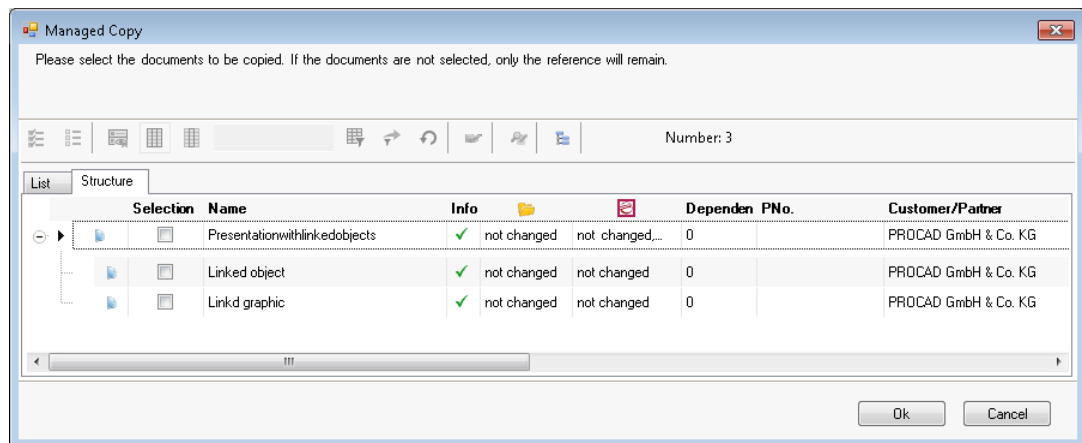 Managed Copy
Please select the documents to be copied. If the documents are not selected, only the reference will remain.
Number: 3
List Structure
Selection Name Info Dependen PNo. Customer/Partner
Presentationwithlinkedobjects not changed not changed,... 0 PROCAD GmbH & Co. KG
Linked object not changed not changed 0 PROCAD GmbH & Co. KG
Linkd graphic not changed not changed 0 PROCAD GmbH & Co. KG
Ok Cancel